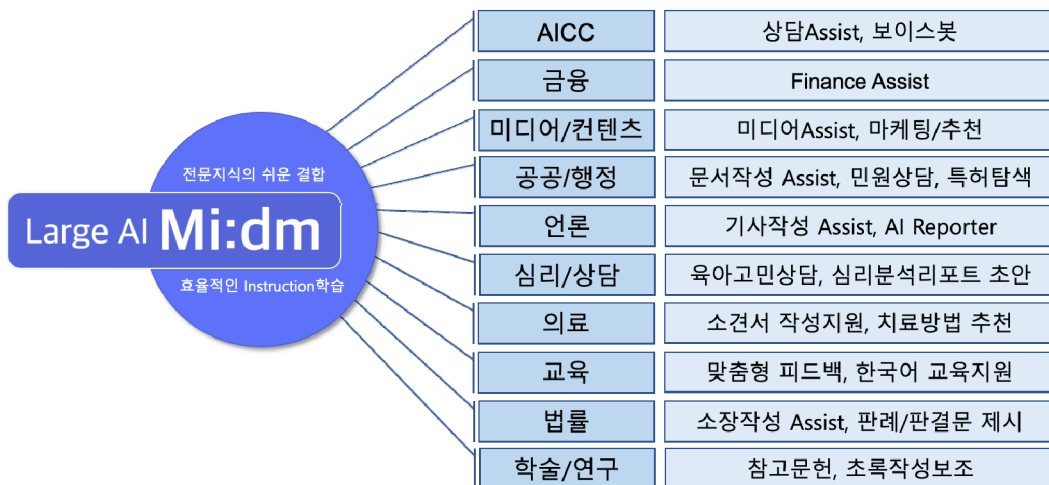 전문지식의 쉬운 결합
Large AI Mi:dm
효율적인 Instruction학습
AICC 상담Assist, 보이스봇
금융 Finance Assist
미디어/컨텐츠 미디어Assist, 마케팅/추천
공공/행정 문서작성 Assist, 민원상담, 특허탐색
언론 기사작성 Assist, AI Reporter
심리/상담 육아고민상담, 심리분석리포트 초안
의료 소견서 작성지원, 치료방법 추천
교육 맞춤형 피드백, 한국어 교육지원
법률 소장작성 Assist, 판례/판결문 제시
학술/연구 참고문헌, 초록작성보조